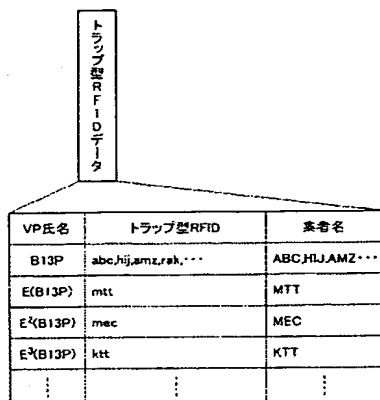 トラップ型RFIDデータ
VP氏名 トラップ型RFID 業者名
B13P abc,hij,amz,rak,··· ABC,HIJ,AMZ···
E(B13P) mtt MTT
E²(B13P) mec MEC
E³(B13P) ktt KTT
⋮ ⋮ ⋮